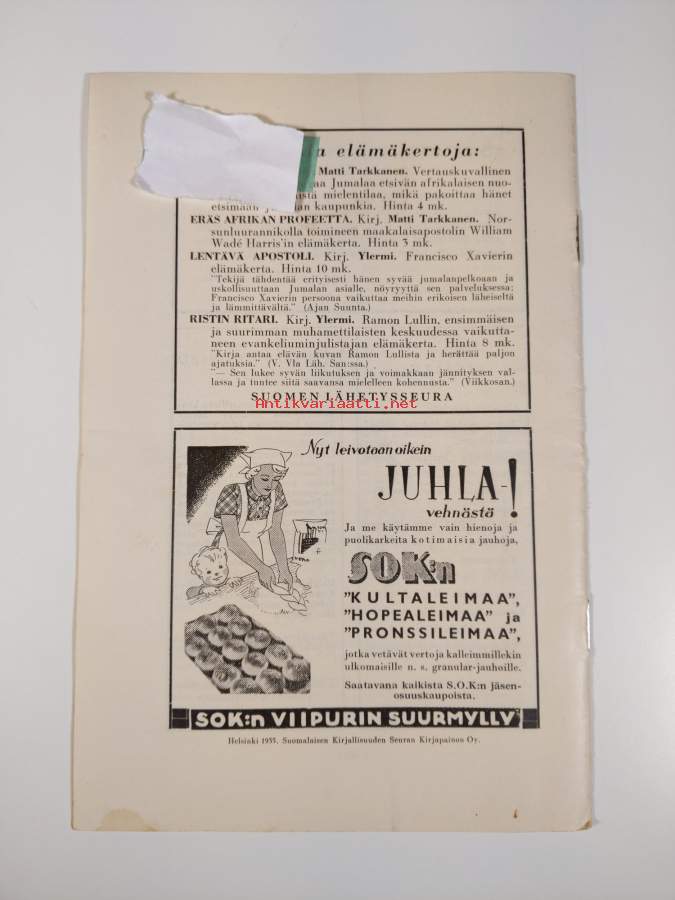 a elämäkertoja:
Matti Tarkkanen. Vertauskuvallinen
aa Jumalaa etsivän afrikalaisen nuo-
mielentilaa, mikä pakoittaa hänet
etsimään kaupunkia. Hinta 4 mk.
ERÄS AFRIKAN PROFEETTA. Kirj. Matti Tarkkanen. Nor-
sunluurannikolla toimineen maakalaisapostolin William
Wadé Harris'in elämäkerta. Hinta 3 mk.
LENTÄVÄ APOSTOLI. Kirj. Ylermi. Francisco Xavierin
elämäkerta. Hinta 10 mk.
"Tekijä tähdentää erityisesti hänen syvää jumalanpelkoaan ja
uskollisuuttaan Jumalan asialle, nöyryyttä sen palveluksessa;
Francisco Xavierin persoona vaikuttaa meihin erikoisen läheiseltä
ja lämmittävältä." (Ajan Suunta.)
RISTIN RITARI. Kirj. Ylermi. Ramon Lullin, ensimmäisen
ja suurimman muhamettilaisten keskuudessa vaikutta-
neen evankeliuminjulistajan elämäkerta. Hinta 8 mk.
"Kirja antaa elävän kuvan Ramon Lullista ja herättää paljon
ajatuksia." (V. Vla Läh. San:ssa.)
"— Sen lukee syvän liikutuksen ja voimakkaan jännityksen val-
lassa ja tuntee siitä saavansa mielelleen kohennusta." (Viikkosan.)
SUOMEN LÄHETYSSEURA
Antikvariaatti.net
Nyt leivotaan oikein
JUHLA-!
vehnästä
Ja me käytämme vain hienoja ja
puolikarkeita kotimaisia jauhoja,
SOK:n
"KULTALEIMAA",
"HOPEALEIMAA" ja
"PRONSSILEIMAA",
jotka vetävät vertoja kalleimmillekin
ulkomaisille n. s. granular-jauhoille.
Saatavana kaikista S.O.K:n jäsen-
osuuskaupoista.
SOK:n VIIPURIN SUURMYLLY
Helsinki 1935. Suomalaisen Kirjallisuuden Seuran Kirjapainon Oy.